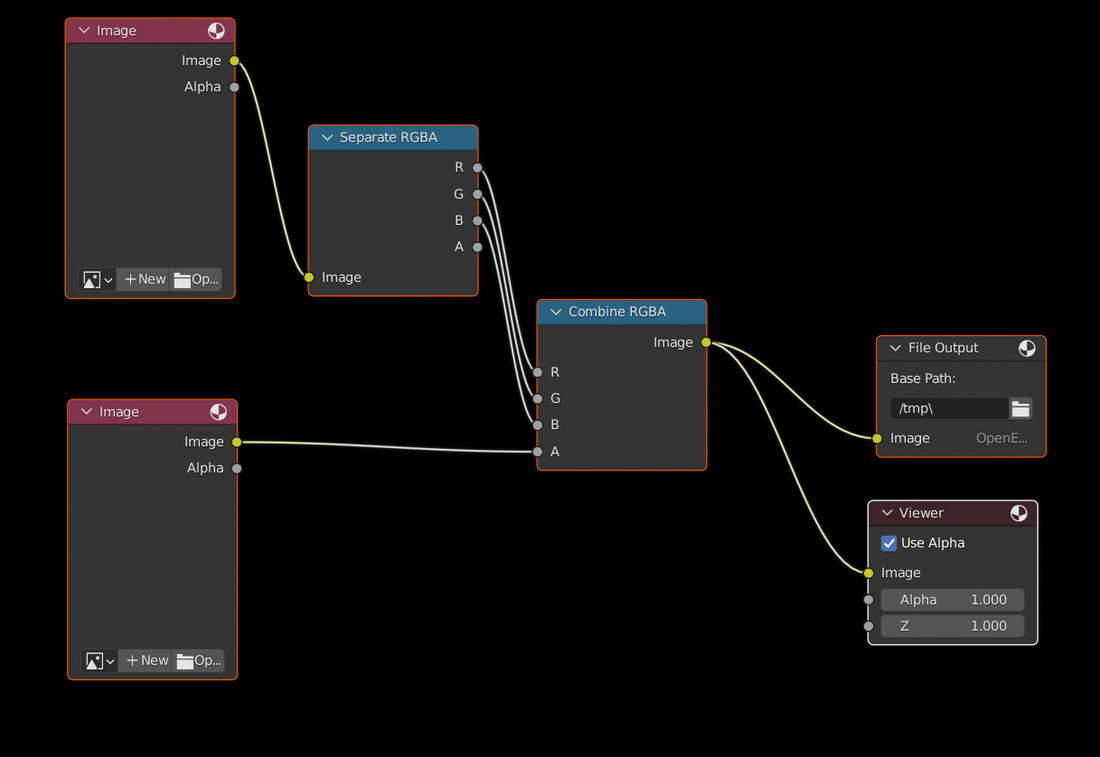 Image
Image
Alpha
New
Op...
Separate RGBA
R
G
B
A
Image
Combine RGBA
Image
R
G
B
A
File Output
Base Path:
/tmp\
Image OpenE...
Image
Image
Alpha
New
Op...
Viewer
Use Alpha
Image
Alpha 1.000
Z 1.000